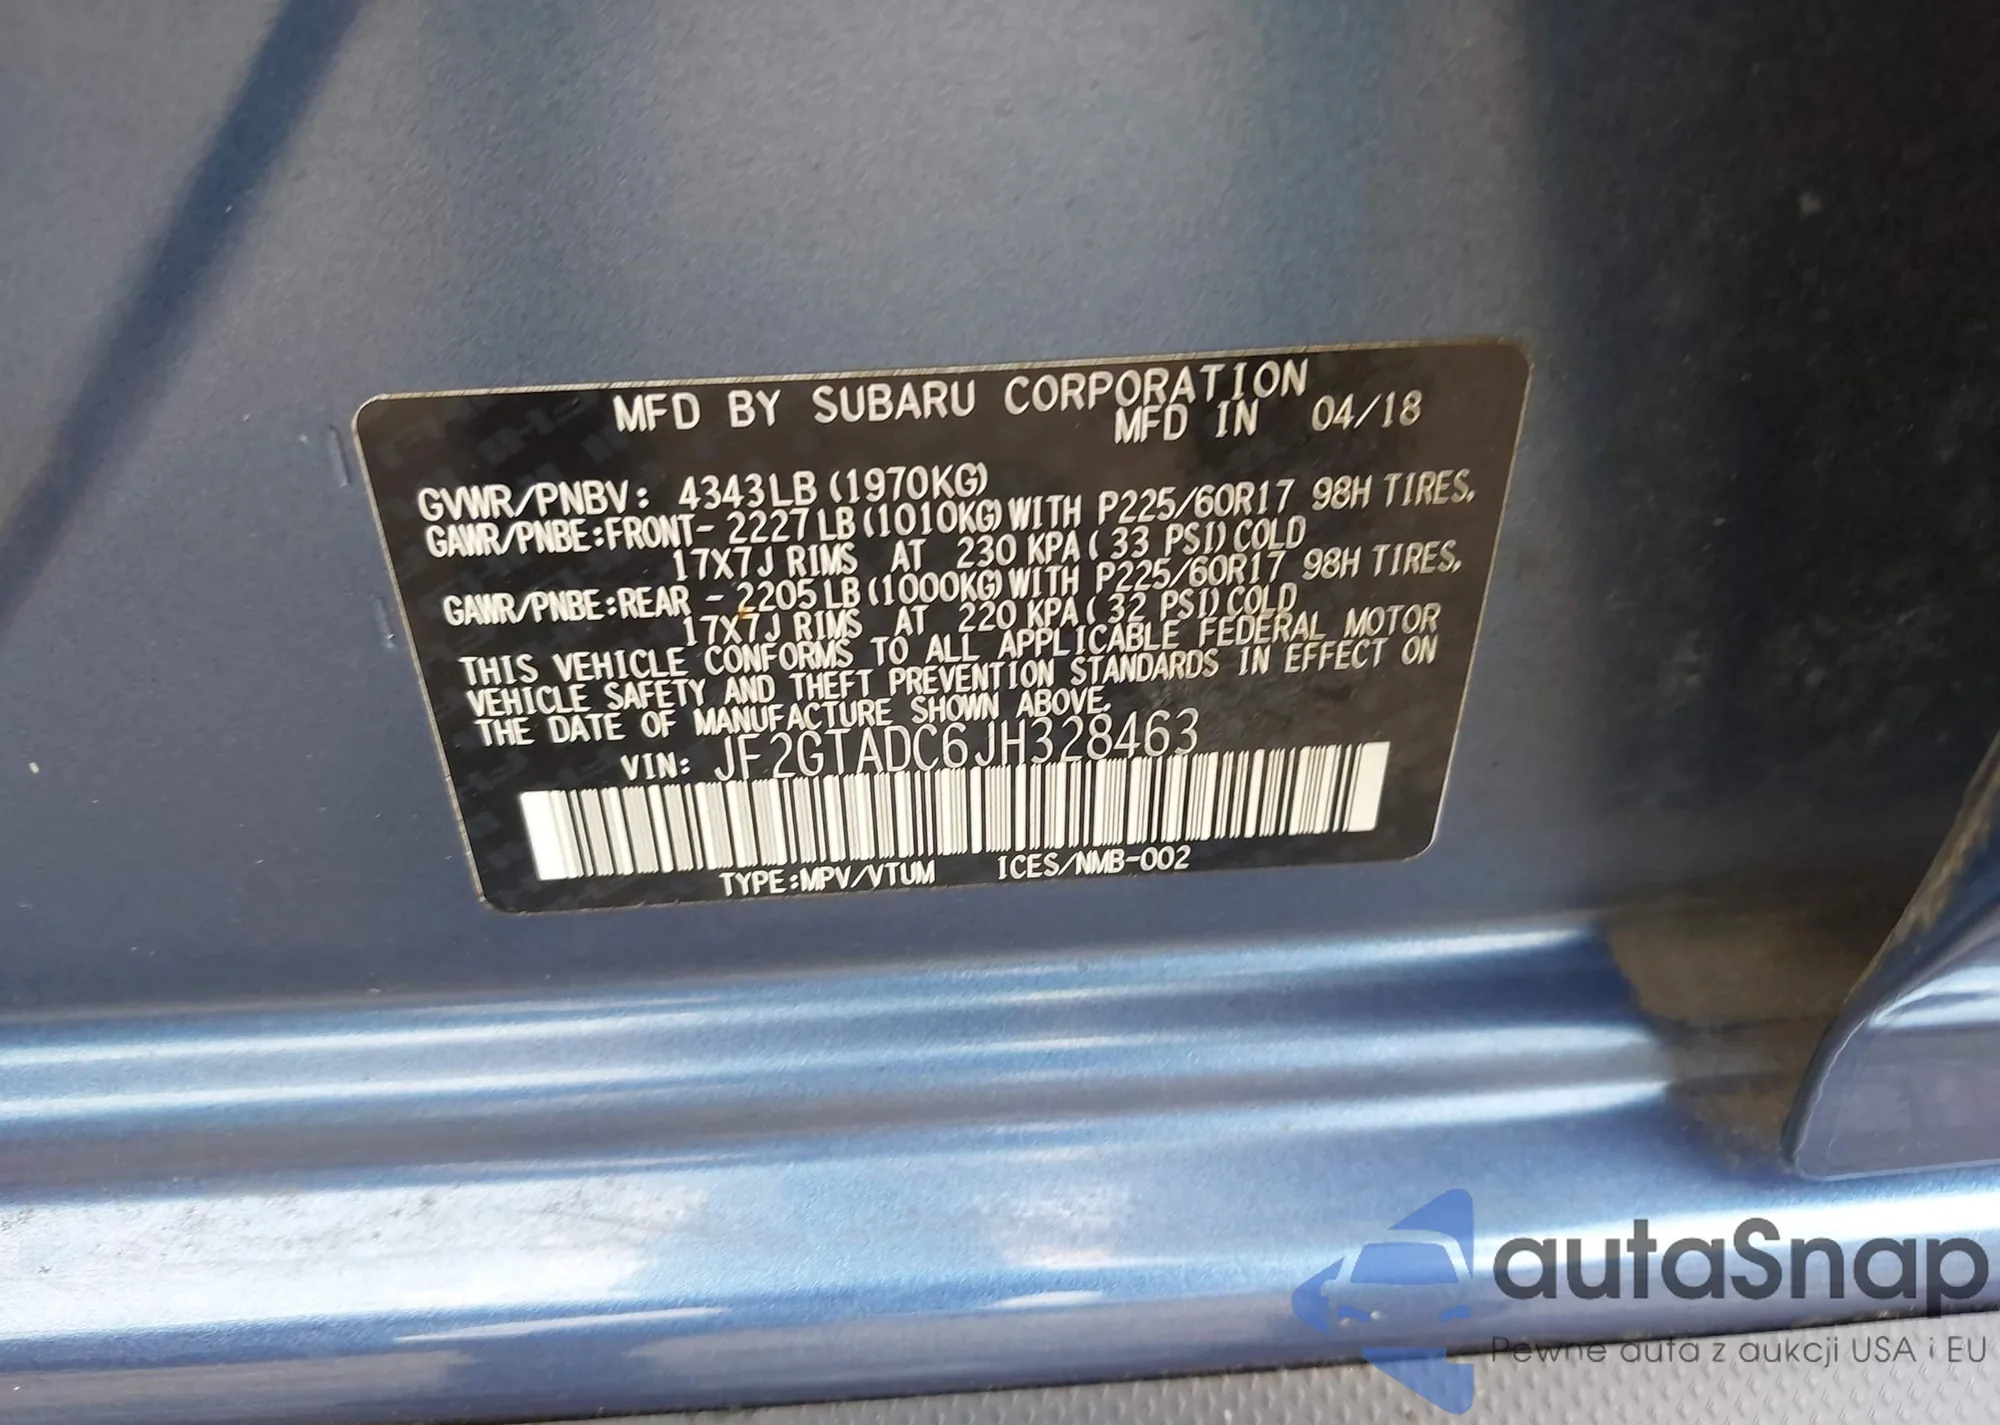 MFD BY SUBARU CORPORATION
MFD IN 04/18
GVWR/PNBV: 4343LB (1970KG)
GAWR/PNBE:FRONT- 2227LB (1010KG) WITH P225/60R17 98H TIRES,
17X7J RIMS AT 230 KPA ( 33 PSI) COLD
GAWR/PNBE:REAR - 2205LB (1000KG) WITH P225/60R17 98H TIRES,
17X7J RIMS AT 220 KPA ( 32 PSI) COLD
THIS VEHICLE CONFORMS TO ALL APPLICABLE FEDERAL MOTOR
VEHICLE SAFETY AND THEFT PREVENTION STANDARDS IN EFFECT ON
THE DATE OF MANUFACTURE SHOWN ABOVE.
VIN: JF2GTADC6JH328463
TYPE:MPV/VTUM ICES/NMB-002
autaSnap
Pewne auta z aukcji USA i EU